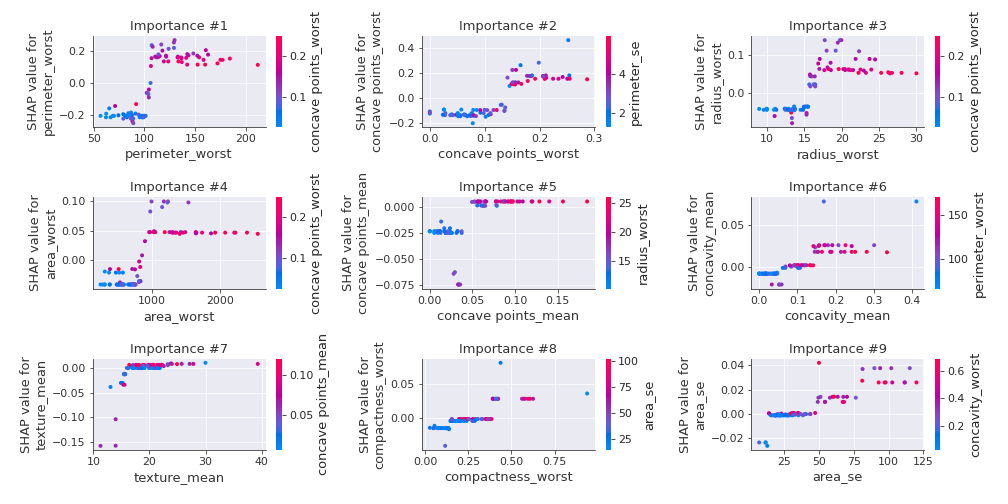 Importance #1
SHAP value for
perimeter_worst
0.2
0.0
−0.2
50
100
150
200
perimeter_worst
0.2
0.1
concave points_worst
Importance #2
SHAP value for
concave points_worst
0.4
0.2
0.0
−0.2
0.0
0.1
0.2
0.3
concave points_worst
4
2
perimeter_se
Importance #3
SHAP value for
radius_worst
0.1
0.0
10
15
20
25
30
radius_worst
0.2
0.1
concave points_worst
Importance #4
SHAP value for
area_worst
0.10
0.05
0.00
1000
2000
area_worst
0.2
0.1
concave points_worst
Importance #5
SHAP value for
concave points_mean
0.000
−0.025
−0.050
−0.075
0.00
0.05
0.10
0.15
concave points_mean
25
20
15
radius_worst
Importance #6
SHAP value for
concavity_mean
0.05
0.00
0.0
0.1
0.2
0.3
0.4
concavity_mean
150
100
perimeter_worst
Importance #7
SHAP value for
texture_mean
0.00
−0.05
−0.10
−0.15
10
20
30
40
texture_mean
0.10
0.05
concave points_mean
Importance #8
SHAP value for
compactness_worst
0.05
0.00
0.00
0.25
0.50
0.75
compactness_worst
100
75
50
25
area_se
Importance #9
SHAP value for
area_se
0.04
0.02
0.00
−0.02
25
50
75
100
125
area_se
0.6
0.4
0.2
concavity_worst